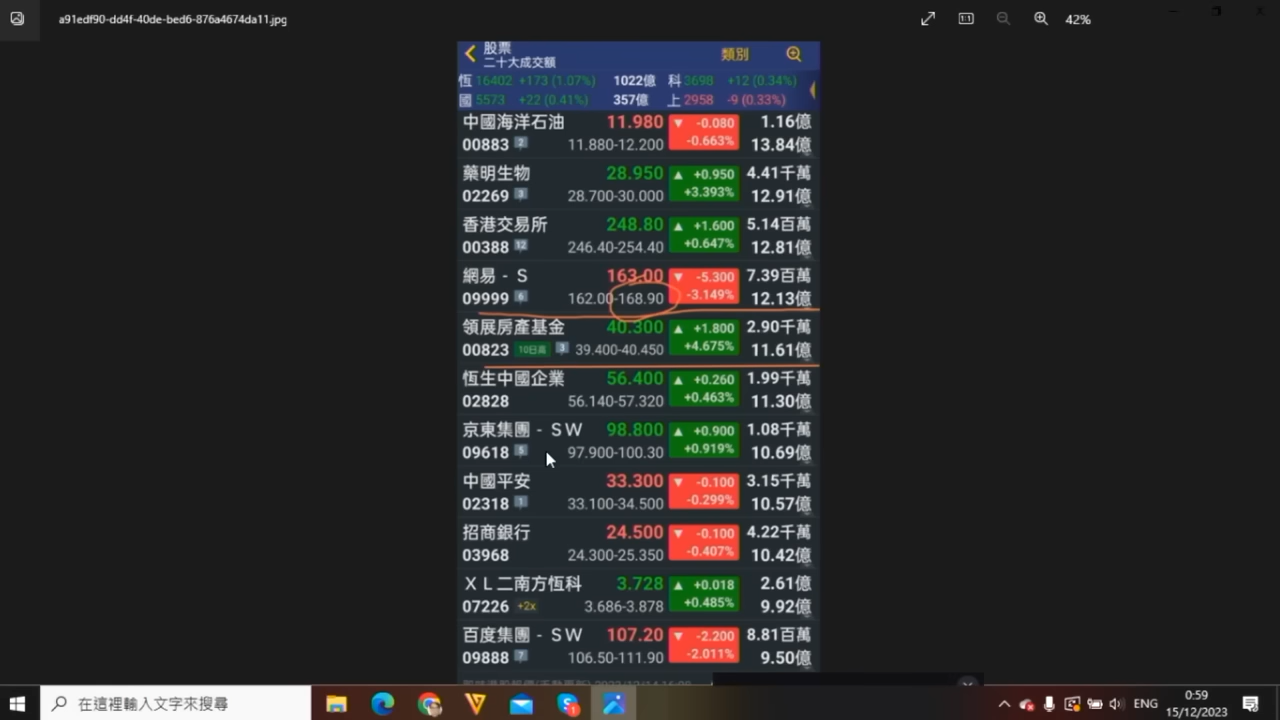 a91edf90-dd4f-40de-bed6-876a4674da11.jpg
42%
股票
二十大成交額
類別
恆 16402 +173 (1.07%) 1022億 科 3698 +12 (0.34%)
國 5573 +22 (0.41%) 357億 上 2958 -9 (0.33%)
中國海洋石油 11.980 ▼ -0.080 1.16億
00883 2 11.880-12.200 -0.663% 13.84億
藥明生物 28.950 ▲ +0.950 4.41千萬
02269 3 28.700-30.000 +3.393% 12.91億
香港交易所 248.80 ▲ +1.600 5.14百萬
00388 12 246.40-254.40 +0.647% 12.81億
網易 - S 163.00 ▼ -5.300 7.39百萬
09999 6 162.00-168.90 -3.149% 12.13億
領展房產基金 40.300 ▲ +1.800 2.90千萬
00823 10日高 3 39.400-40.450 +4.675% 11.61億
恆生中國企業 56.400 ▲ +0.260 1.99千萬
02828 56.140-57.320 +0.463% 11.30億
京東集團 - SW 98.800 ▲ +0.900 1.08千萬
09618 5 97.900-100.30 +0.919% 10.69億
中國平安 33.300 ▼ -0.100 3.15千萬
02318 1 33.100-34.500 -0.299% 10.57億
招商銀行 24.500 ▼ -0.100 4.22千萬
03968 24.300-25.350 -0.407% 10.42億
XL二南方恆科 3.728 ▲ +0.018 2.61億
07226 +2x 3.686-3.878 +0.485% 9.92億
百度集團 - SW 107.20 ▼ -2.200 8.81百萬
09888 7 106.50-111.90 -2.011% 9.50億
在這裡輸入文字來搜尋
ENG
0:59
15/12/2023